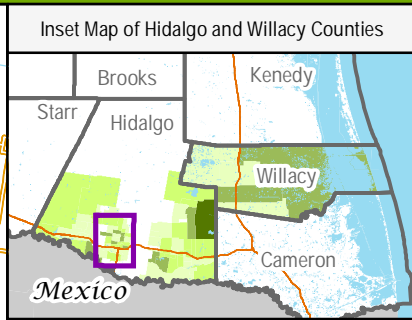 Inset Map of Hidalgo and Willacy Counties
Brooks
Kenedy
Starr
Hidalgo
Willacy
Cameron
Mexico